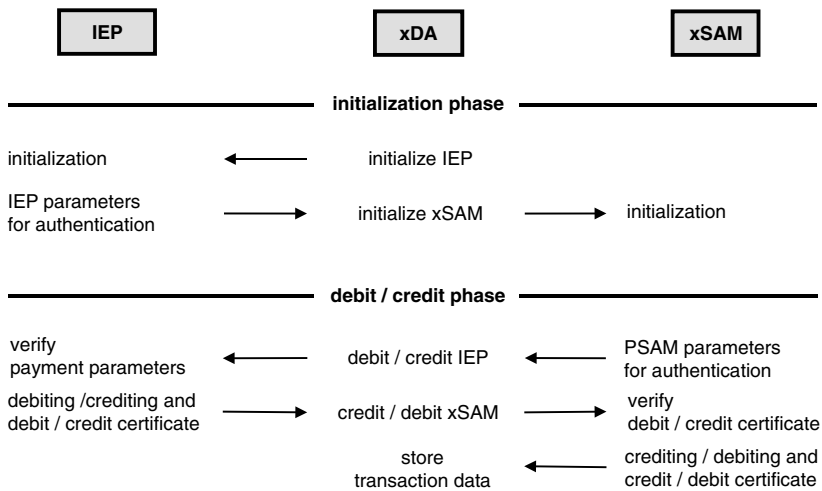 IEP xDA xSAM
initialization phase
initialization initialize IEP
IEP parameters
for authentication initialize xSAM initialization
debit / credit phase
verify
payment parameters debit / credit IEP PSAM parameters
for authentication
debiting /crediting and
debit / credit certificate credit / debit xSAM verify
debit / credit certificate
store
transaction data crediting / debiting and
credit / debit certificate